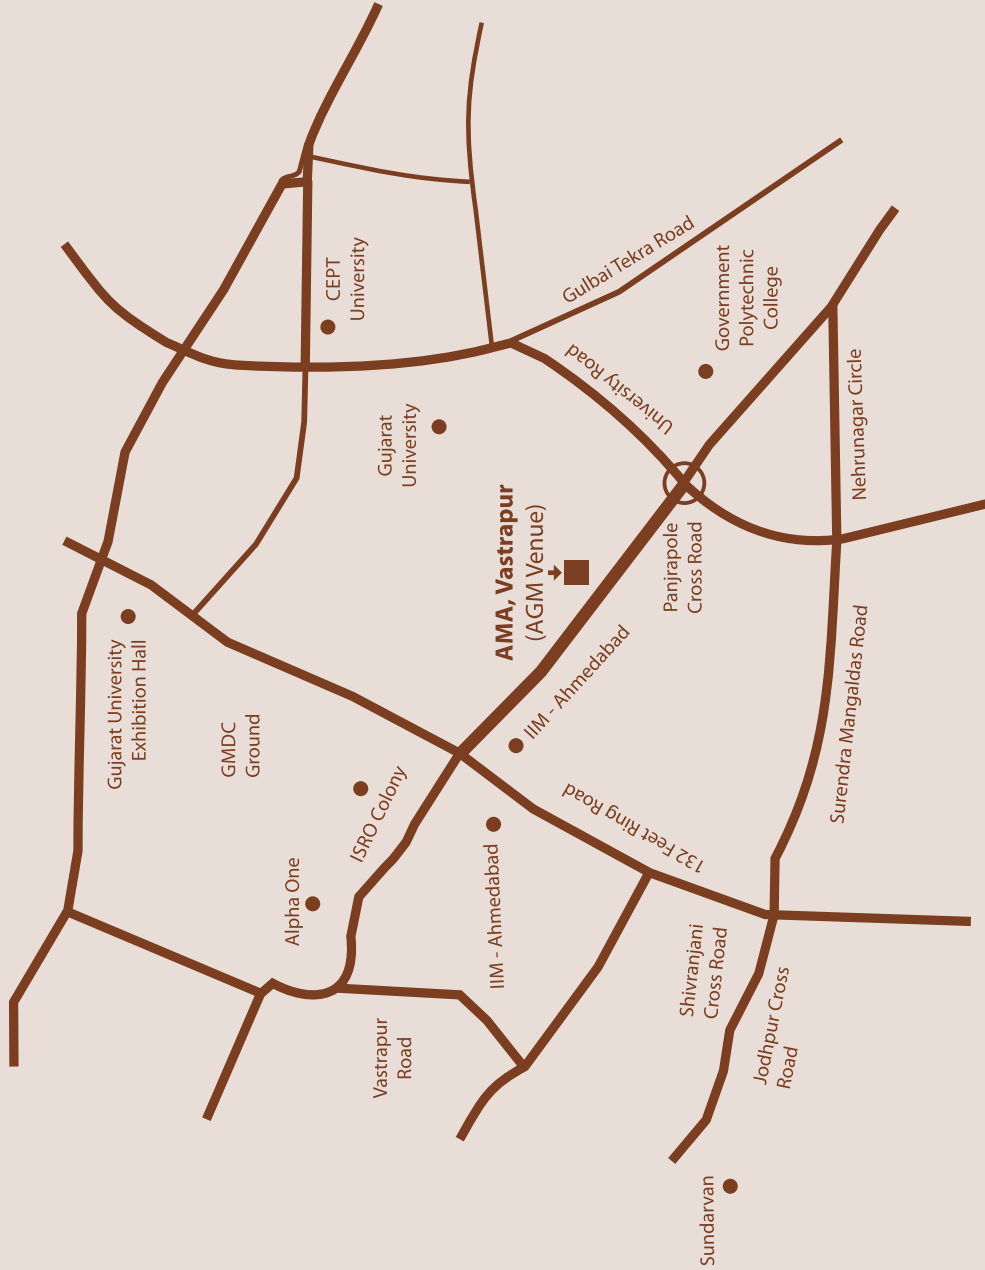 Gujarat University
Exhibition Hall
GMDC
Ground
Alpha One
ISRO Colony
CEPT
University
Gujarat
University
Vastrapur
Road
IIM - Ahmedabad
AMA, Vastrapur
(AGM Venue)
IIM - Ahmedabad
132 Feet Ring Road
University Road
Gulbai Tekra Road
Government
Polytechnic
College
Panjrapole
Cross Road
Nehrunagar Circle
Surendra Mangaldas Road
Shivranjani
Cross Road
Jodhpur Cross
Road
Sundarvan